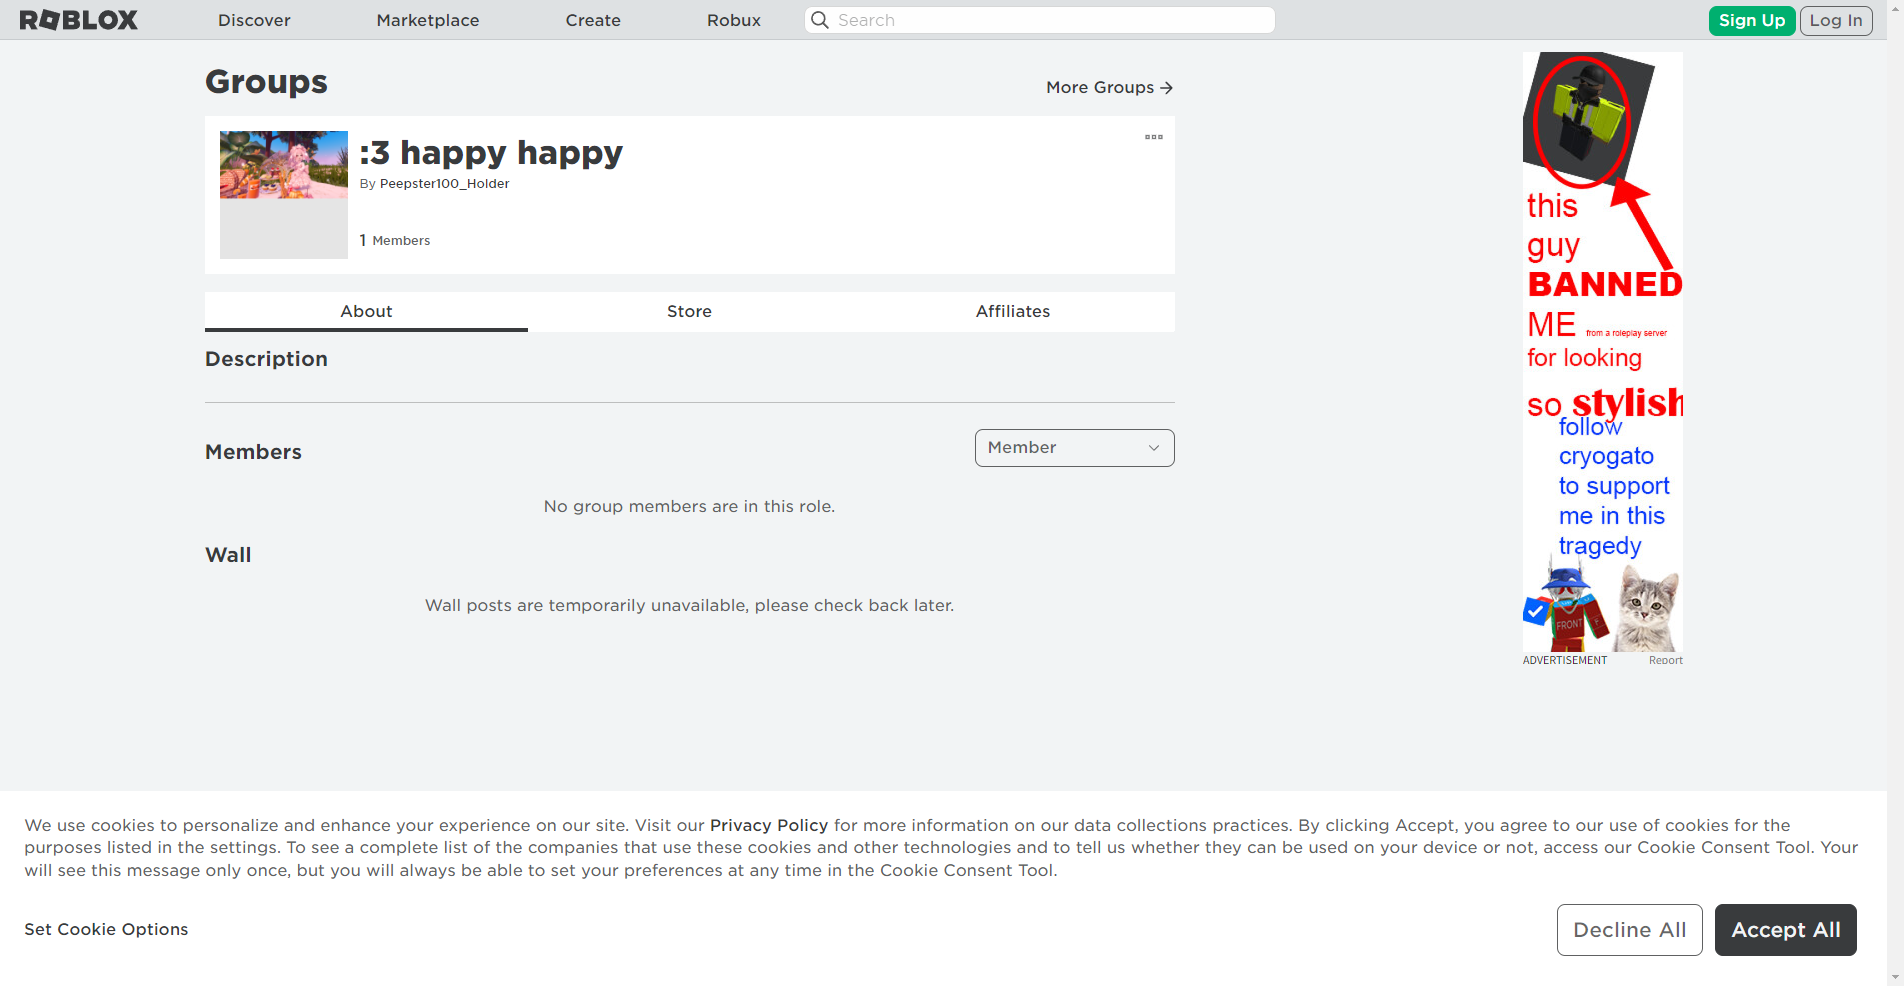 ROBLOX
Discover
Marketplace
Create
Robux
Search
Sign Up
Log In
Groups
More Groups
:3 happy happy
By Peepster100_Holder
1 Members
About
Store
Affiliates
Description
Members
Member
No group members are in this role.
Wall
Wall posts are temporarily unavailable, please check back later.
this
guy
BANNED
ME from a roleplay server
for looking
so stylish
follow
cryogato
to support
me in this
tragedy
FRONT
F
ADVERTISEMENT
Report
We use cookies to personalize and enhance your experience on our site. Visit our Privacy Policy for more information on our data collections practices. By clicking Accept, you agree to our use of cookies for the
purposes listed in the settings. To see a complete list of the companies that use these cookies and other technologies and to tell us whether they can be used on your device or not, access our Cookie Consent Tool. Your
will see this message only once, but you will always be able to set your preferences at any time in the Cookie Consent Tool.
Set Cookie Options
Decline All
Accept All